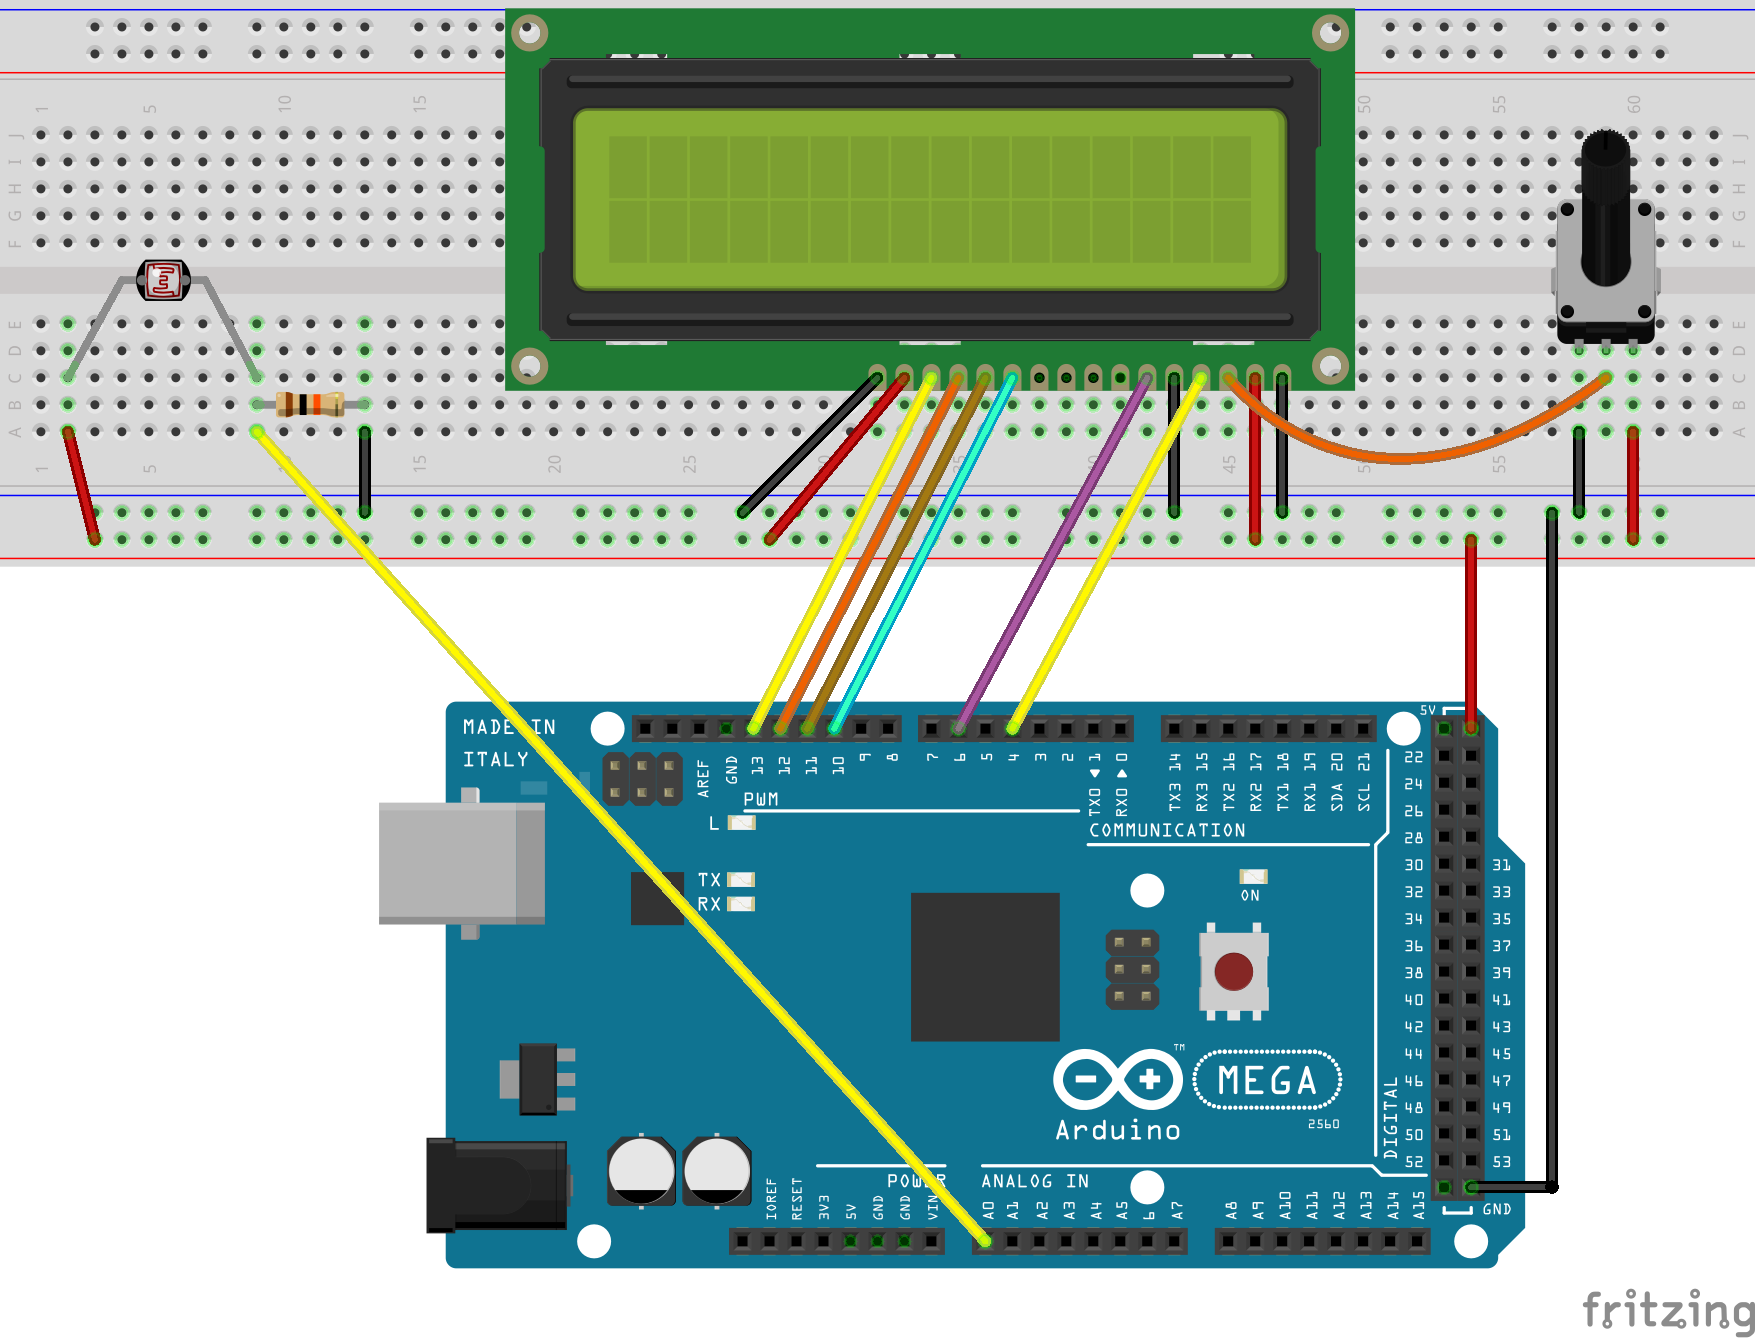 1 5 10 15 50 55 60
J J
I I
H H
G G
F F
E E
D D
C C
B B
A A
1 5 15 20 25 45 55
MADE IN
ITALY
AREF GND 13 12 11 10 9 8 7 6 5 4 3 2 TX0 1 RX0 0
TX3 14 RX3 15 TX2 16 RX2 17 TX1 18 RX1 19 SDA 20 SCL 21
5V
PWM
COMMUNICATION
L
TX
RX
ON
22
24
26
28
30 31
32 33
34 35
36 37
38 39
40 41
42 43
44 45
46 47
48 49
50 51
52 53
GND
DIGITAL
TM
MEGA
2560
Arduino
POWER
ANALOG IN
IOREF RESET 3V3 5V GND GND VIN
A0 A1 A2 A3 A4 A5 6 A7 A8 A9 A10 A11 A12 A13 A14 A15
fritzing